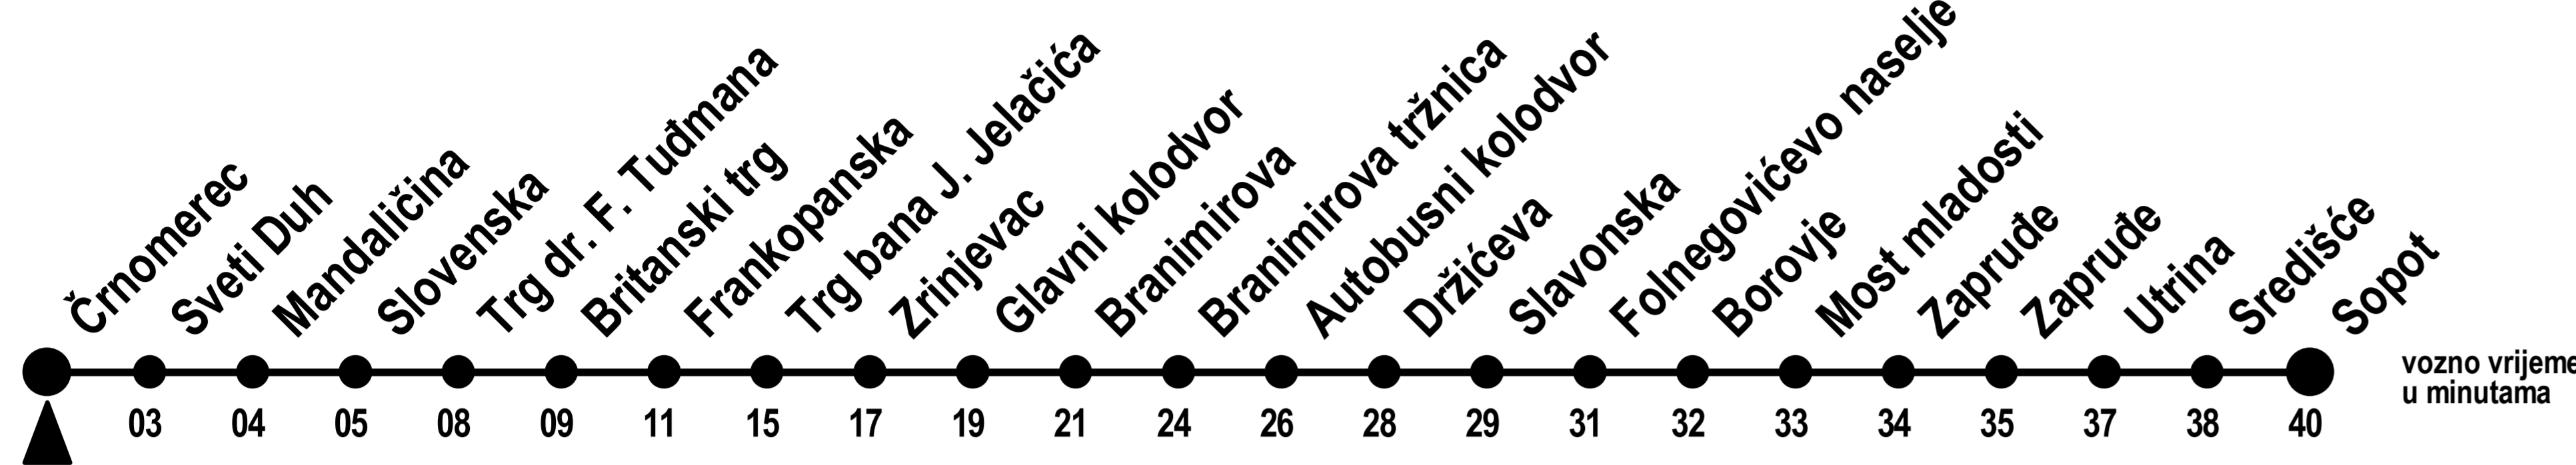 Črnomerec
Sveti Duh
Mandaličina
Slovenska
Trg dr. F. Tuđmana
Britanski trg
Frankopanska
Trg bana J. Jelačića
Zrinjevac
Glavni kolodvor
Branimirova
Branimirova tržnica
Autobusni kolodvor
Držićeva
Slavonska
Folnegovićevo naselje
Borovje
Most mladosti
Zapruđe
Zapruđe
Utrina
Središće
Sopot
03 04 05 08 09 11 15 17 19 21 24 26 28 29 31 32 33 34 35 37 38 40
vozno vrijeme
u minutama